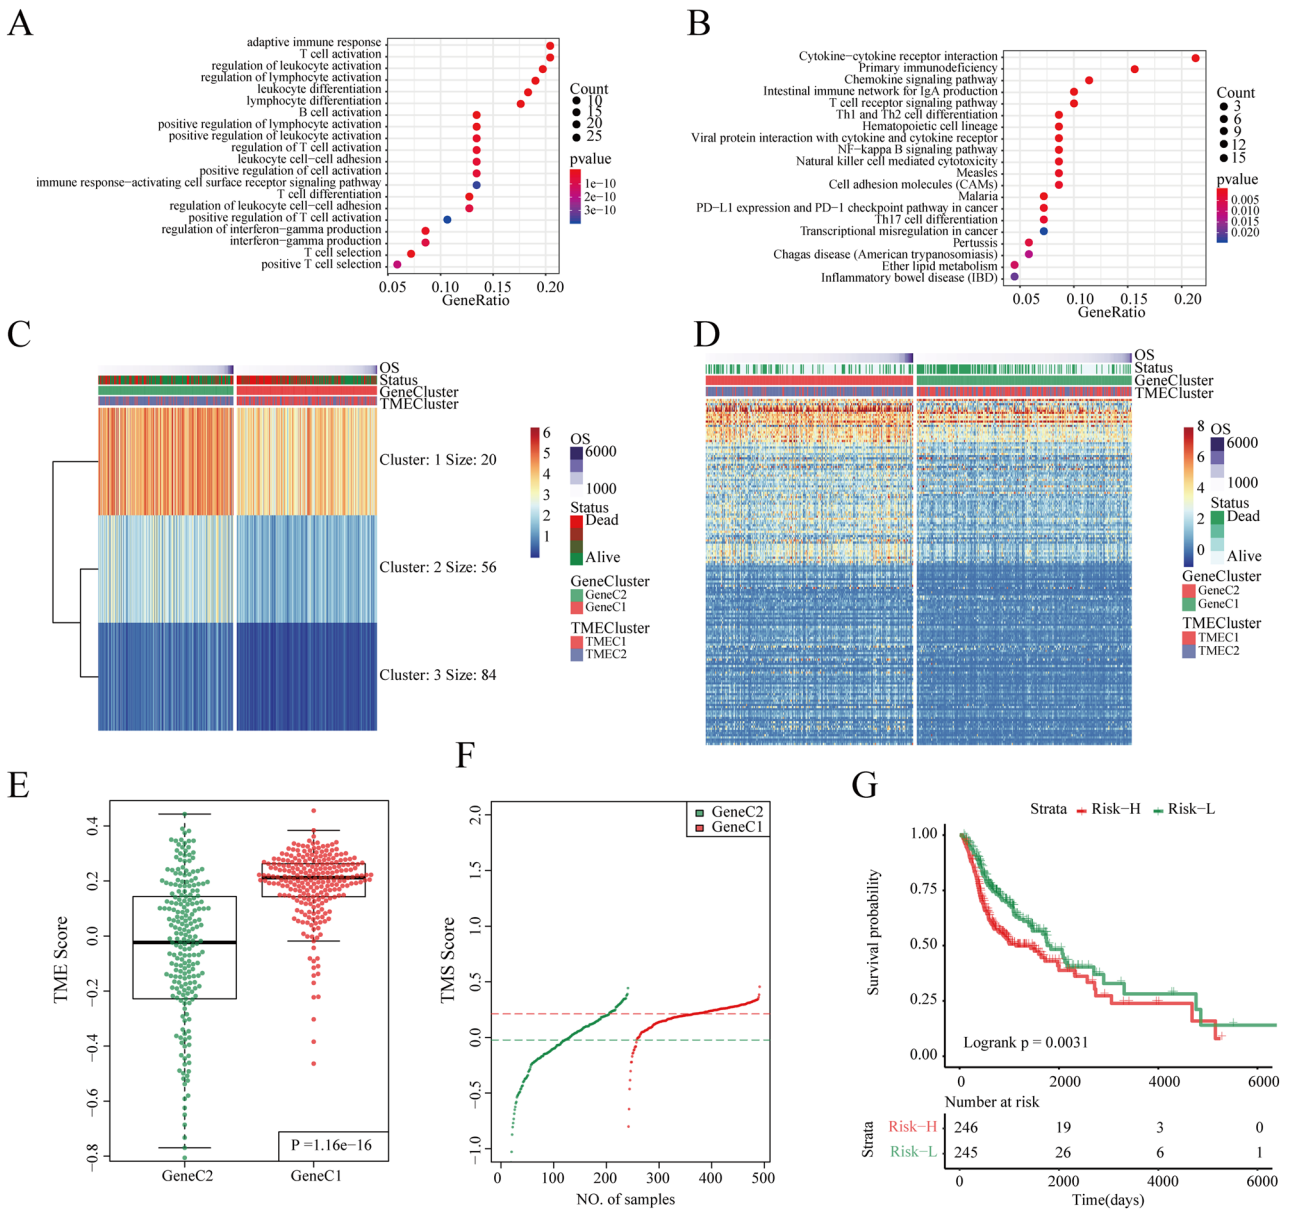 A
adaptive immune response
T cell activation
regulation of leukocyte activation
regulation of lymphocyte activation
leukocyte differentiation
lymphocyte differentiation
B cell activation
positive regulation of lymphocyte activation
positive regulation of leukocyte activation
regulation of T cell activation
leukocyte cell−cell adhesion
positive regulation of cell activation
immune response−activating cell surface receptor signaling pathway
T cell differentiation
regulation of leukocyte cell−cell adhesion
positive regulation of T cell activation
regulation of interferon−gamma production
interferon−gamma production
T cell selection
positive T cell selection
0.05 0.10 0.15 0.20
GeneRatio
Count
10
15
20
25
pvalue
1e−10
2e−10
3e−10
B
Cytokine−cytokine receptor interaction
Primary immunodeficiency
Chemokine signaling pathway
Intestinal immune network for IgA production
T cell receptor signaling pathway
Th1 and Th2 cell differentiation
Hematopoietic cell lineage
Viral protein interaction with cytokine and cytokine receptor
NF−kappa B signaling pathway
Natural killer cell mediated cytotoxicity
Measles
Cell adhesion molecules (CAMs)
Malaria
PD−L1 expression and PD−1 checkpoint pathway in cancer
Th17 cell differentiation
Transcriptional misregulation in cancer
Pertussis
Chagas disease (American trypanosomiasis)
Ether lipid metabolism
Inflammatory bowel disease (IBD)
0.05 0.10 0.15 0.20
GeneRatio
Count
3
6
9
12
15
pvalue
0.005
0.010
0.015
0.020
C
OS
Status
GeneCluster
TMECluster
Cluster: 1 Size: 20
Cluster: 2 Size: 56
Cluster: 3 Size: 84
6
5
4
3
2
1
OS
6000
1000
Status
Dead
Alive
GeneCluster
GeneC2
GeneC1
TMECluster
TMEC1
TMEC2
D
OS
Status
GeneCluster
TMECluster
8
6
4
2
0
OS
6000
1000
Status
Dead
Alive
GeneCluster
GeneC2
GeneC1
TMECluster
TMEC1
TMEC2
E
TME Score
0.4
0.2
0.0
−0.2
−0.4
−0.6
−0.8
P =1.16e−16
GeneC2 GeneC1
F
TMS Score
2.0
1.5
1.0
0.5
0.0
−0.5
−1.0
GeneC2
GeneC1
0 100 200 300 400 500
NO. of samples
G
Strata Risk−H Risk−L
Survival probability
1.00
0.75
0.50
0.25
0.00
Logrank p = 0.0031
0 2000 4000 6000
Number at risk
Strata
Risk−H 246 19 3 0
Risk−L 245 26 6 1
0 2000 4000 6000
Time(days)